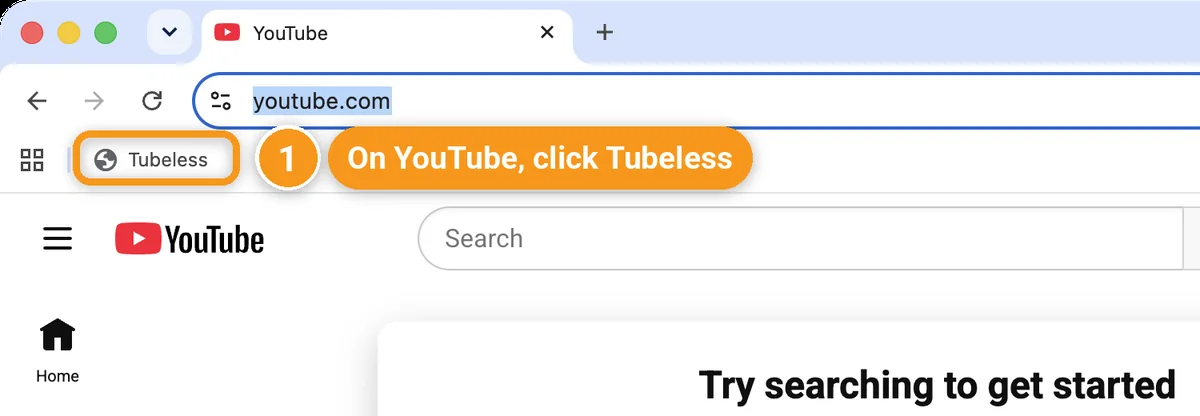 YouTube
youtube.com
Tubeless
1
On YouTube, click Tubeless
YouTube
Search
Home
Try searching to get started